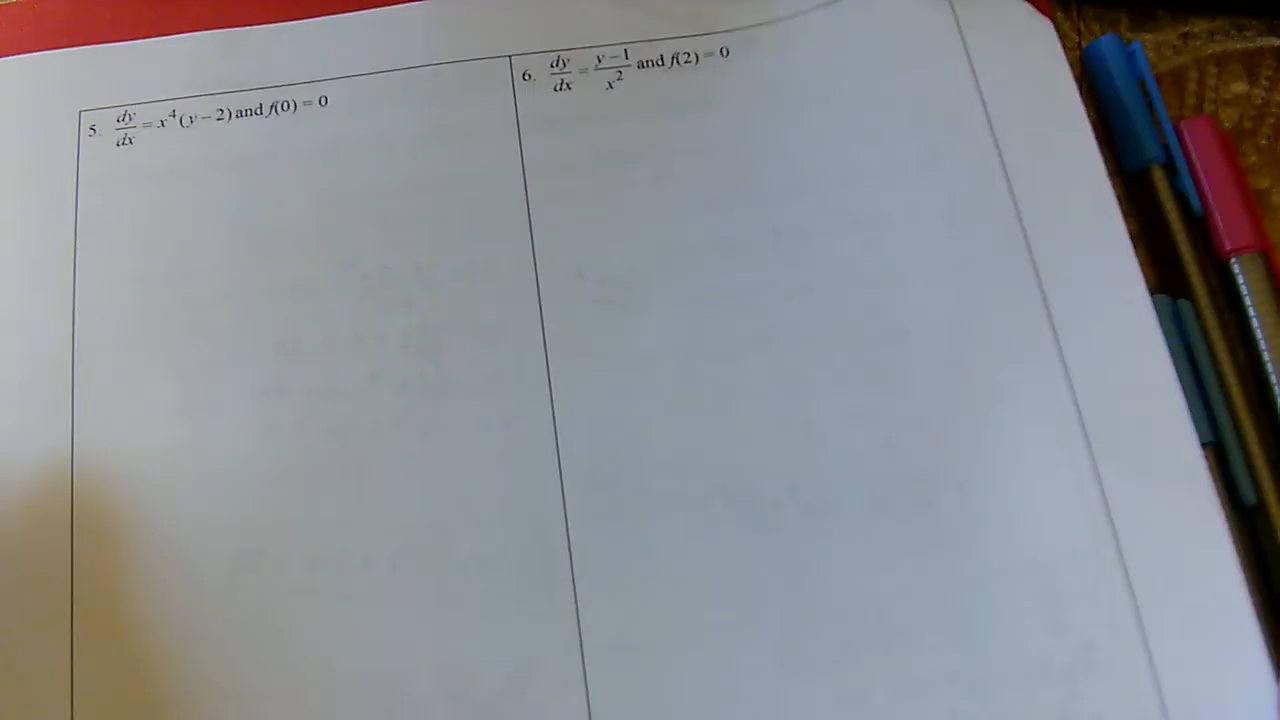 5. dy/dx = x⁴(y − 2) and f(0) = 0
6. dy/dx = (y − 1)/x² and f(2) = 0